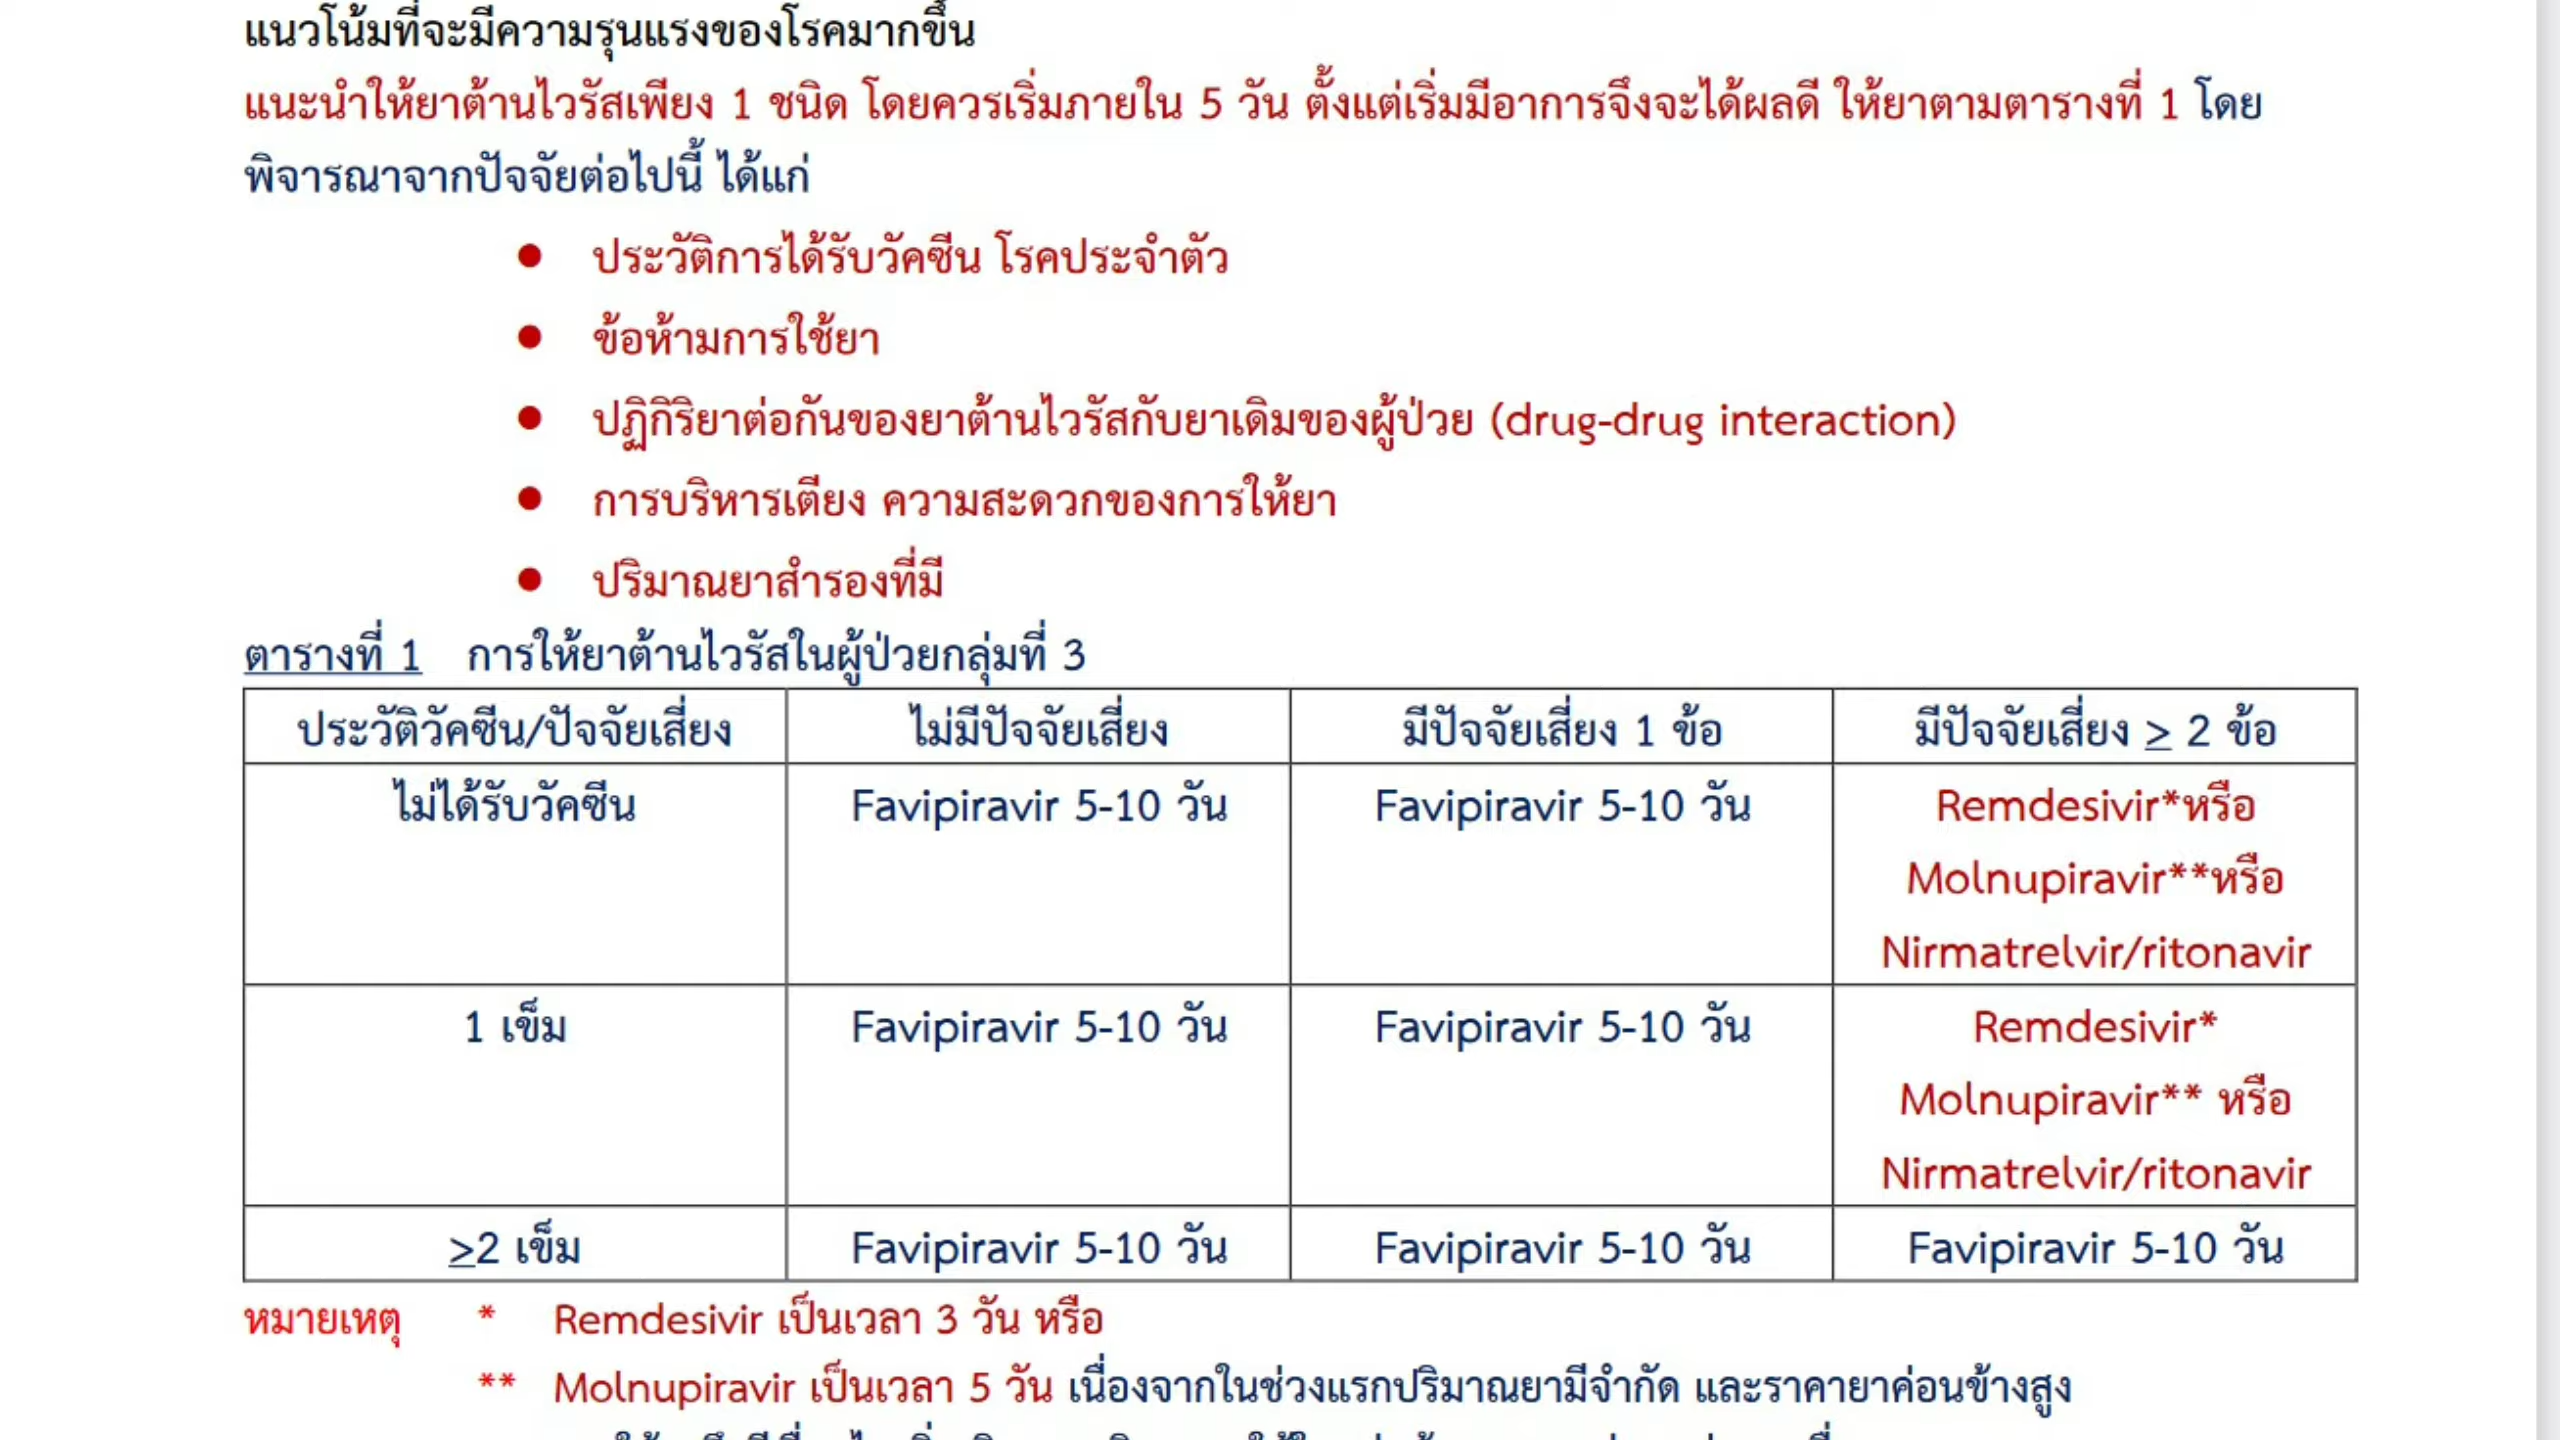 แนวโน้มที่จะมีความรุนแรงของโรคมากขึ้น
แนะนำให้ยาต้านไวรัสเพียง 1 ชนิด โดยควรเริ่มภายใน 5 วัน ตั้งแต่เริ่มมีอาการจึงจะได้ผลดี ให้ยาตามตารางที่ 1 โดย
พิจารณาจากปัจจัยต่อไปนี้ ได้แก่
● ประวัติการได้รับวัคซีน โรคประจำตัว
● ข้อห้ามการใช้ยา
● ปฏิกิริยาต่อกันของยาต้านไวรัสกับยาเดิมของผู้ป่วย (drug-drug interaction)
● การบริหารเตียง ความสะดวกของการให้ยา
● ปริมาณยาสำรองที่มี
ตารางที่ 1 การให้ยาต้านไวรัสในผู้ป่วยกลุ่มที่ 3
ประวัติวัคซีน/ปัจจัยเสี่ยง ไม่มีปัจจัยเสี่ยง มีปัจจัยเสี่ยง 1 ข้อ มีปัจจัยเสี่ยง ≥ 2 ข้อ
ไม่ได้รับวัคซีน Favipiravir 5-10 วัน Favipiravir 5-10 วัน Remdesivir*หรือ
Molnupiravir**หรือ
Nirmatrelvir/ritonavir
1 เข็ม Favipiravir 5-10 วัน Favipiravir 5-10 วัน Remdesivir*
Molnupiravir** หรือ
Nirmatrelvir/ritonavir
≥2 เข็ม Favipiravir 5-10 วัน Favipiravir 5-10 วัน Favipiravir 5-10 วัน
หมายเหตุ * Remdesivir เป็นเวลา 3 วัน หรือ
** Molnupiravir เป็นเวลา 5 วัน เนื่องจากในช่วงแรกปริมาณยามีจำกัด และราคายาค่อนข้างสูง